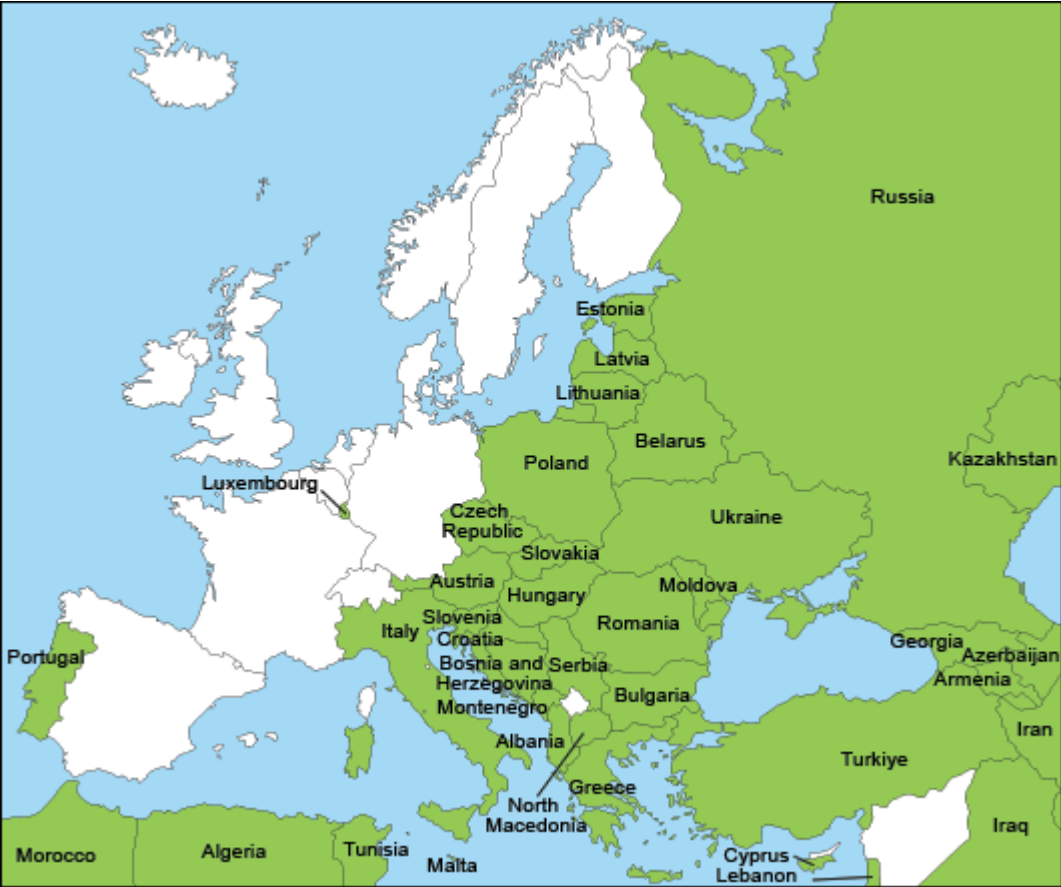 Russia
Estonia
Latvia
Lithuania
Belarus
Kazakhstan
Poland
Luxembourg
Czech
Republic
Ukraine
Slovakia
Austria
Hungary
Moldova
Slovenia
Romania
Italy
Croatia
Georgia
Azerbaijan
Portugal
Bosnia and
Herzegovina
Serbia
Armenia
Bulgaria
Montenegro
Iran
Albania
Turkiye
Greece
North
Macedonia
Iraq
Morocco
Algeria
Tunisia
Malta
Cyprus
Lebanon